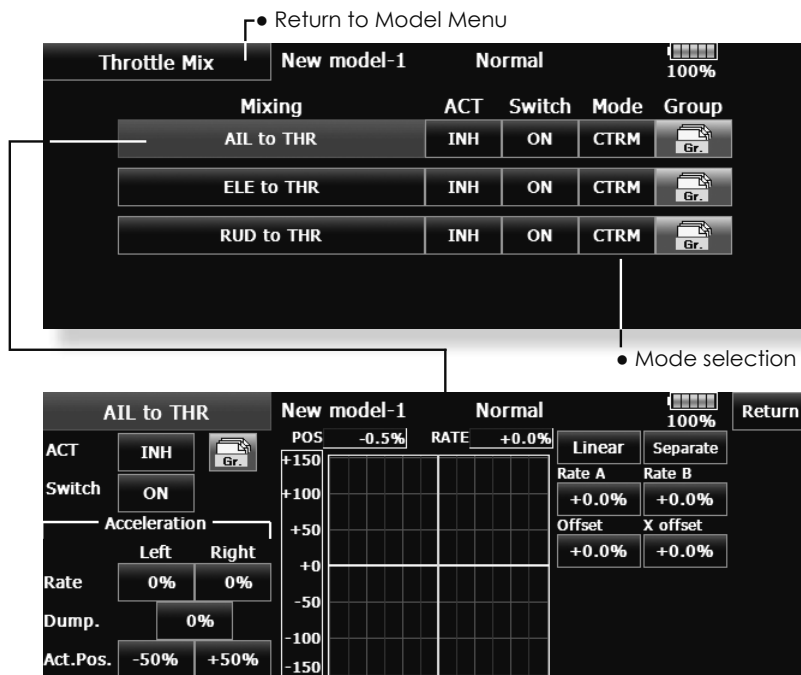 ● Return to Model Menu
Throttle Mix New model-1 Normal 100%
Mixing ACT Switch Mode Group
AIL to THR INH ON CTRM Gr.
ELE to THR INH ON CTRM Gr.
RUD to THR INH ON CTRM Gr.
● Mode selection
AIL to THR New model-1 Normal 100% Return
ACT INH Gr. POS -0.5% RATE +0.0% Linear Separate
Switch ON Rate A Rate B
+0.0% +0.0%
Acceleration Offset X offset
Left Right +0.0% +0.0%
Rate 0% 0%
Dump. 0%
Act.Pos. -50% +50%
+150
+100
+50
+0
-50
-100
-150